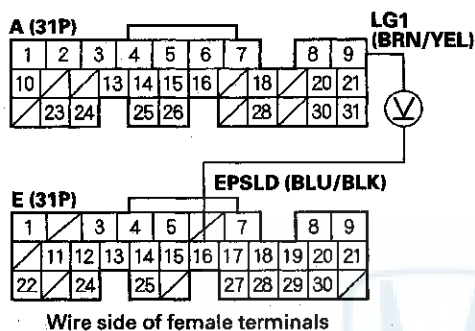 A (31P)
LG1
(BRN/YEL)
1 2 3 4 5 6 7 8 9
10 13 14 15 16 18 20 21
23 24 25 26 28 30 31
V
EPSLD (BLU/BLK)
E (31P)
1 3 4 5 7 8 9
11 12 13 14 15 16 17 18 19 20 21
22 24 25 27 28 29 30
Wire side of female terminals